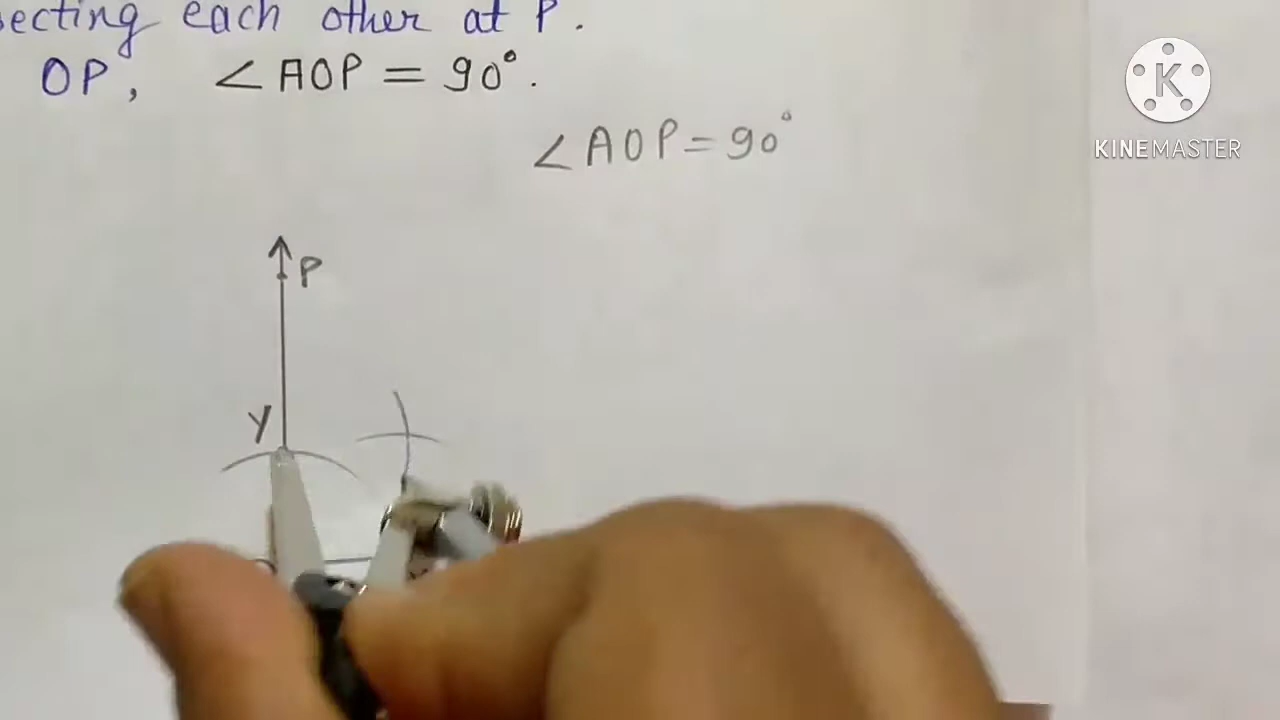 secting each other at P.
OP, ∠AOP = 90°.
∠AOP = 90°
K
KINEMASTER
P
Y